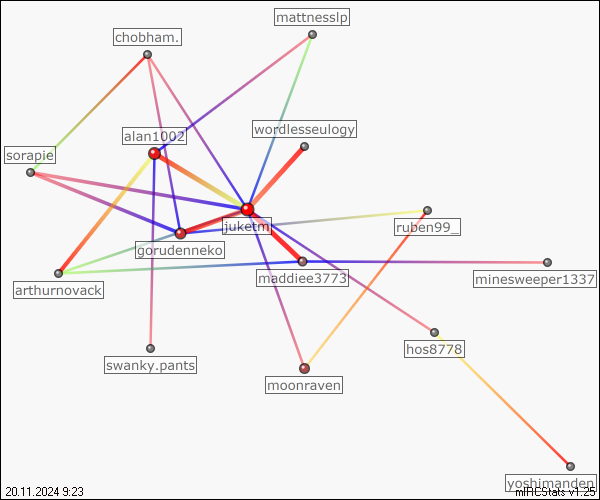 mattnesslp
chobham.
alan1002
wordlesseulogy
sorapie
juketm
ruben99_
gorudenneko
maddiee3773
minesweeper1337
arthurnovack
hos8778
swanky.pants
moonraven
yoshimanden
20.11.2024 9:23
mIRCStats v1.25